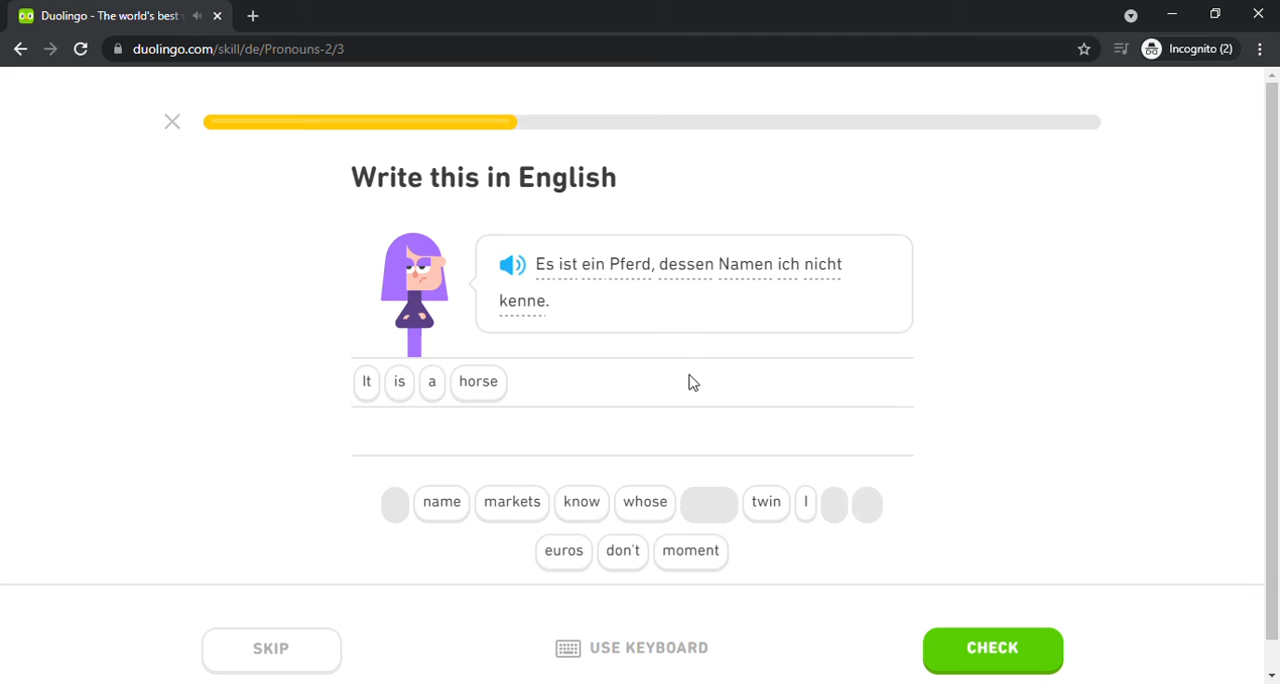 Duolingo - The world's best
duolingo.com/skill/de/Pronouns-2/3
Incognito (2)
Write this in English
Es ist ein Pferd, dessen Namen ich nicht
kenne.
It is a horse
name markets know whose twin I
euros don't moment
SKIP USE KEYBOARD CHECK